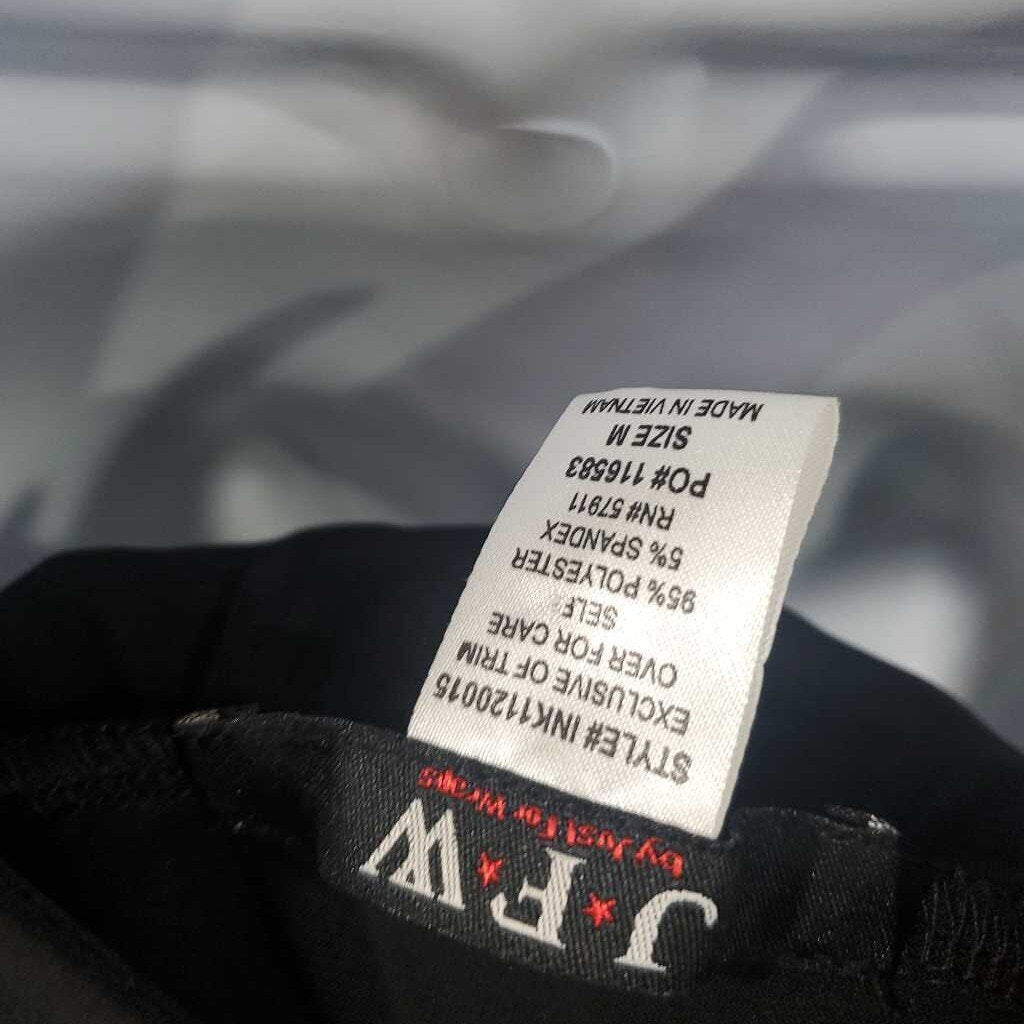 J★F★W
by Just For Wraps
STYLE# INK1120015
EXCLUSIVE OF TRIM
OVER FOR CARE
SELF
95% POLYESTER
5% SPANDEX
RN# 57911
PO# 116583
SIZE M
MADE IN VIETNAM